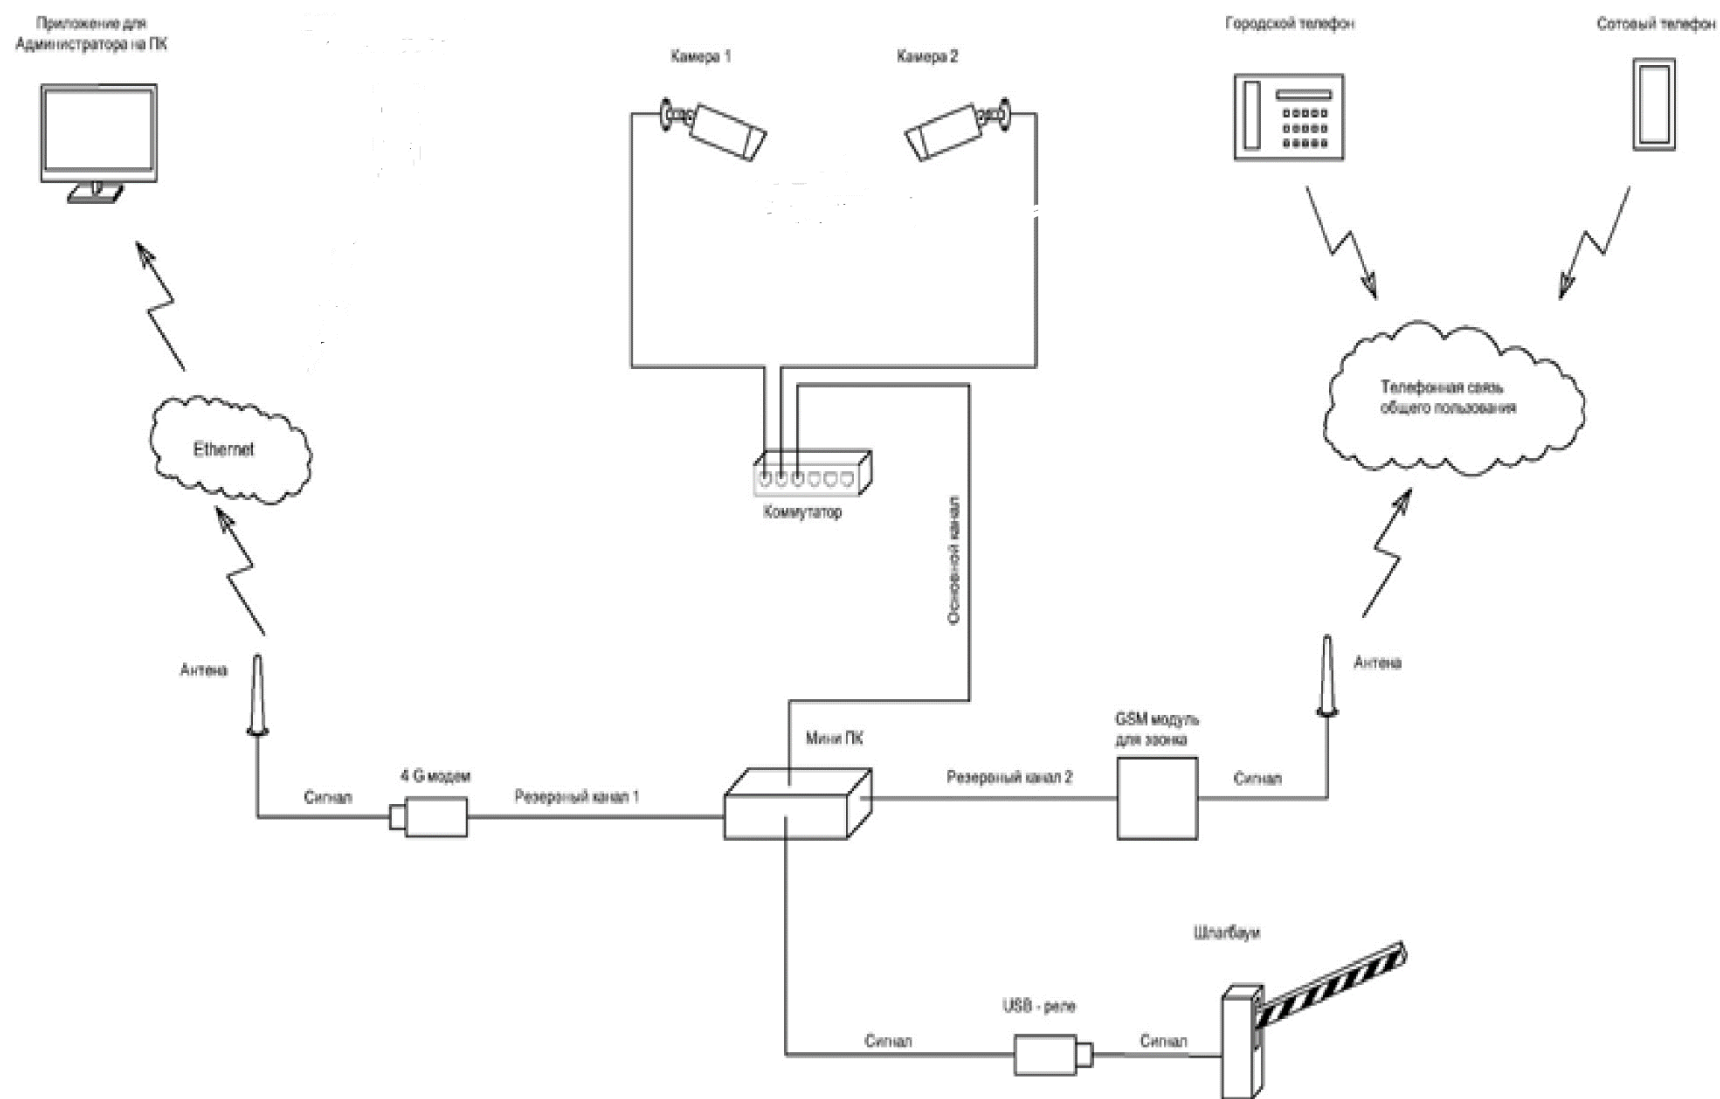 Приложение для
Администратора на ПК
Камера 1
Камера 2
Городской телефон
Сотовый телефон
Телефонная связь
общего пользования
Ethernet
Коммутатор
Основной канал
Антена
Антена
GSM модуль
для звонка
Мини ПК
4 G модем
Сигнал
Резервный канал 1
Резервный канал 2
Сигнал
Шлагбаум
USB - реле
Сигнал
Сигнал